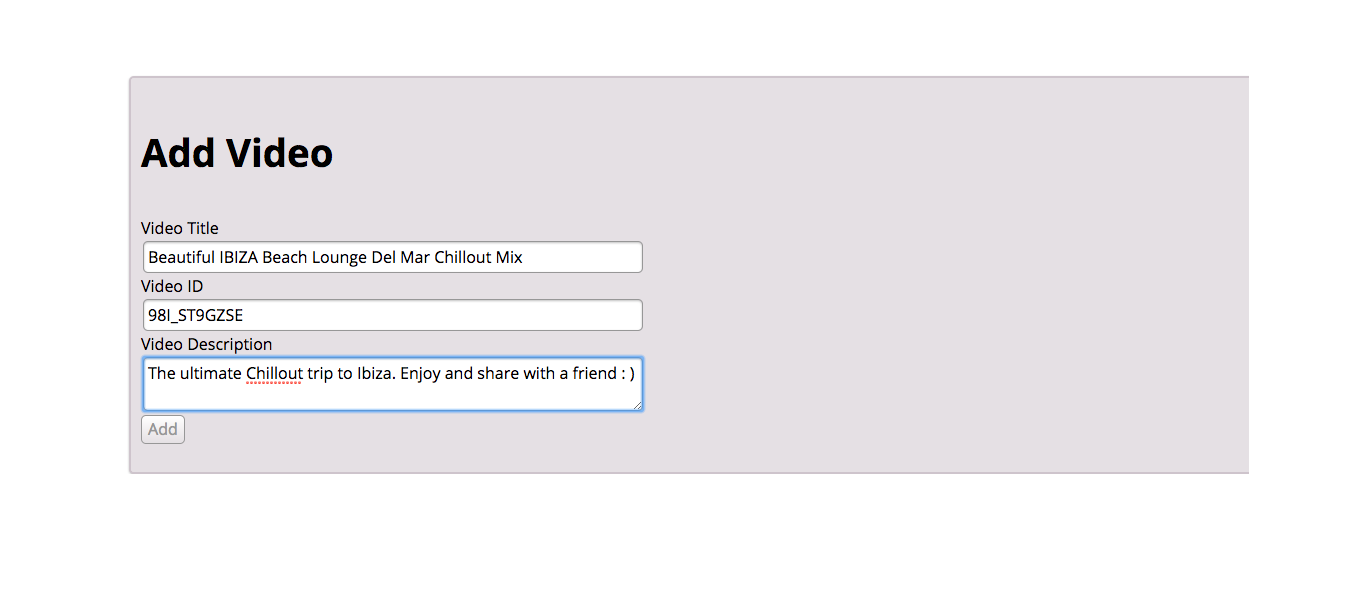 Add Video
Video Title
Beautiful IBIZA Beach Lounge Del Mar Chillout Mix
Video ID
98I_ST9GZSE
Video Description
The ultimate Chillout trip to Ibiza. Enjoy and share with a friend : )
Add